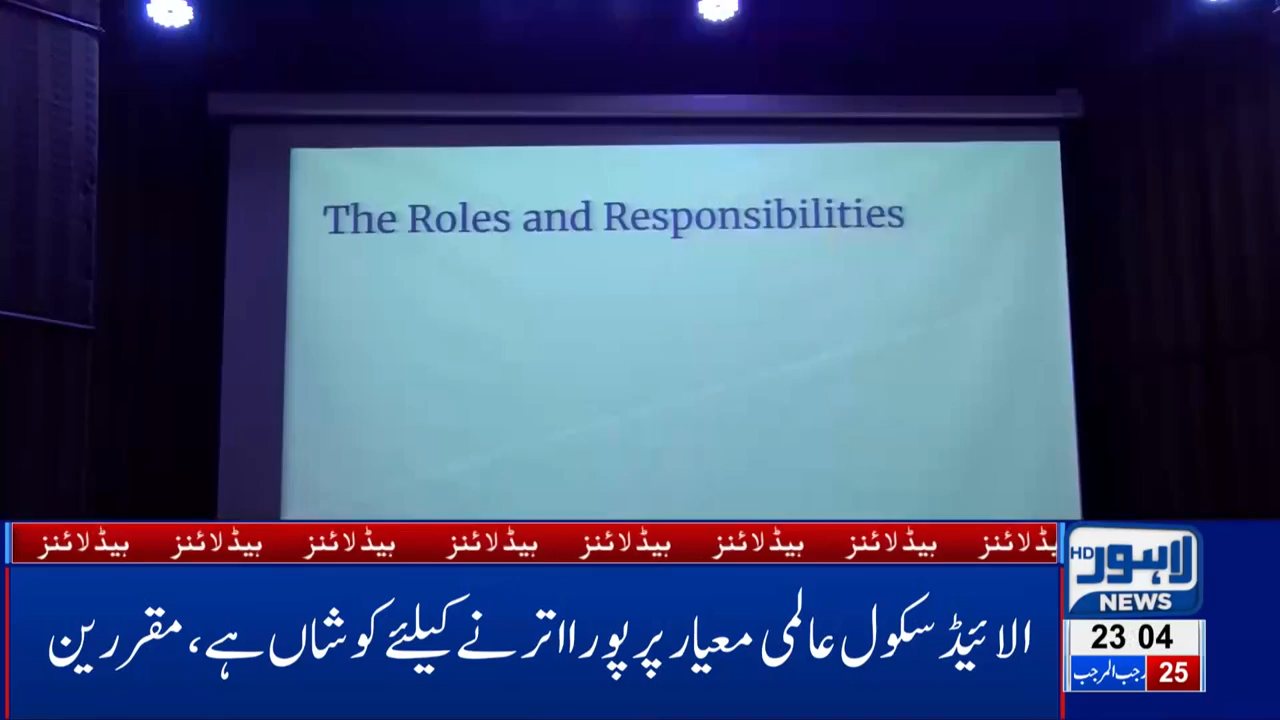 The Roles and Responsibilities
ہیڈلائنز ہیڈلائنز ہیڈلائنز ہیڈلائنز ہیڈلائنز ہیڈلائنز ہیڈلائنز یڈلائنز
الائیڈ سکول عالمی معیار پر پورا اترنے کیلئے کوشاں ہے، مقررین
HD لاہور
NEWS
23 04
25 رجب المرجب